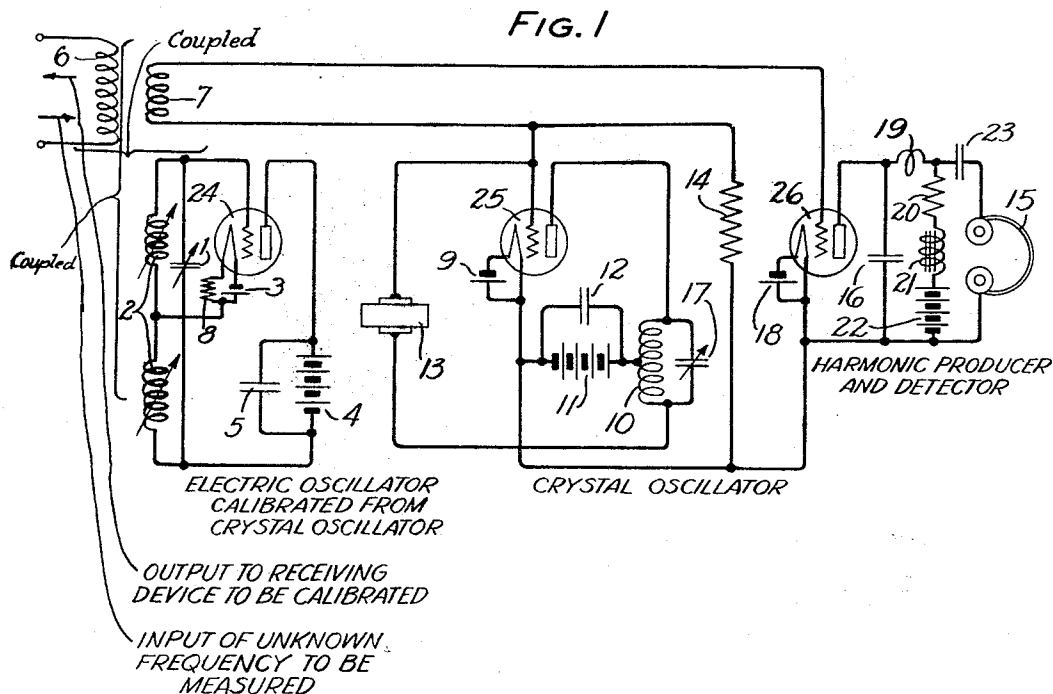 FIG. 1
Coupled
6
7
24
1
2
3
8
5
4
Coupled
25
9
12
13
11
10
17
14
26
18
19
23
20
15
16
21
22
HARMONIC PRODUCER
AND DETECTOR
ELECTRIC OSCILLATOR
CALIBRATED FROM
CRYSTAL OSCILLATOR
CRYSTAL OSCILLATOR
OUTPUT TO RECEIVING
DEVICE TO BE CALIBRATED
INPUT OF UNKNOWN
FREQUENCY TO BE
MEASURED